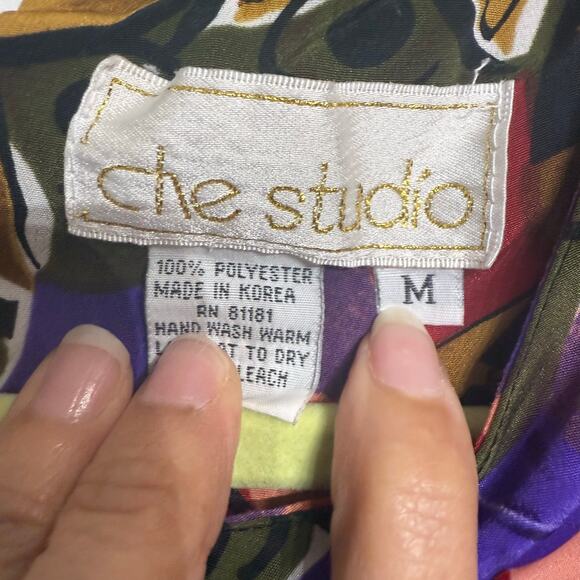 che studio
100% POLYESTER
MADE IN KOREA
RN 81181
HAND WASH WARM
TO DRY
M